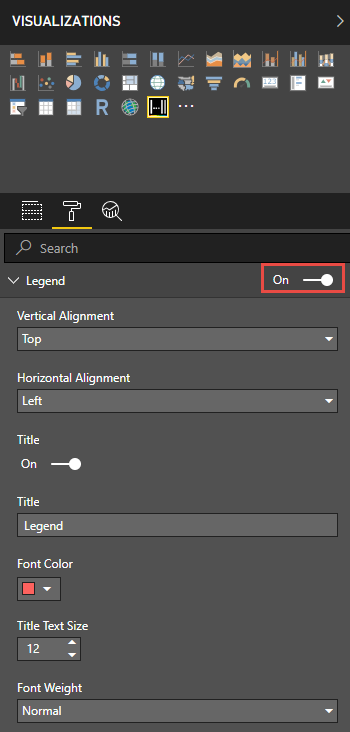 VISUALIZATIONS
R
Search
Legend On
Vertical Alignment
Top
Horizontal Alignment
Left
Title
On
Title
Legend
Font Color
Title Text Size
12
Font Weight
Normal